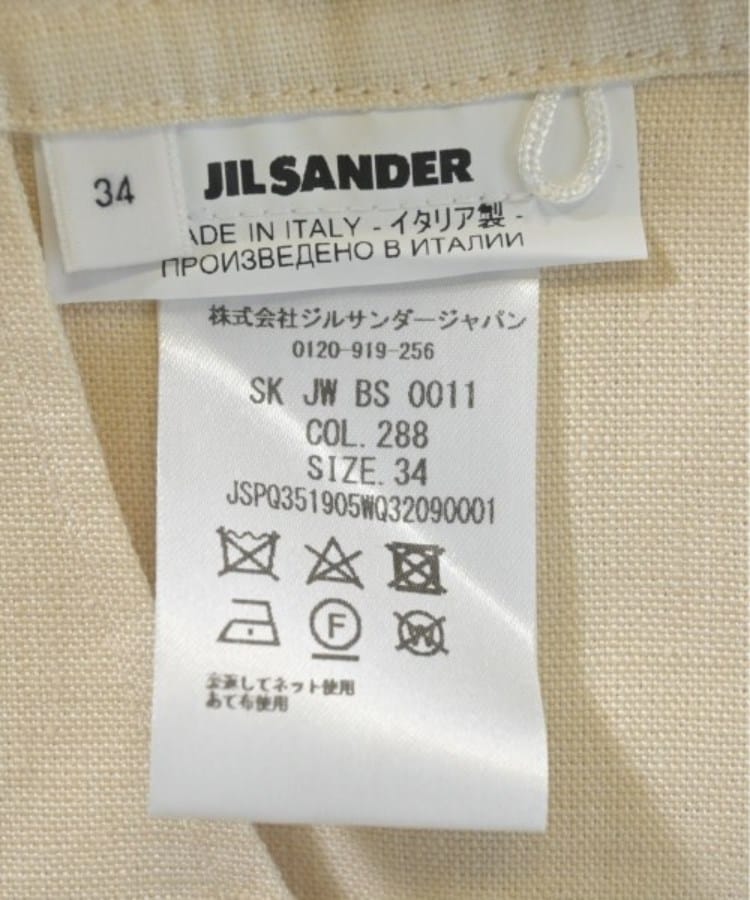 34
JIL SANDER
ADE IN ITALY - イタリア製 -
ПРОИЗВЕДЕНО В ИТАЛИИ
株式会社ジルサンダージャパン
0120-919-256
SK JW BS 0011
COL. 288
SIZE. 34
JSPQ351905WQ32090001
F W
裏返してネット使用
あて布使用